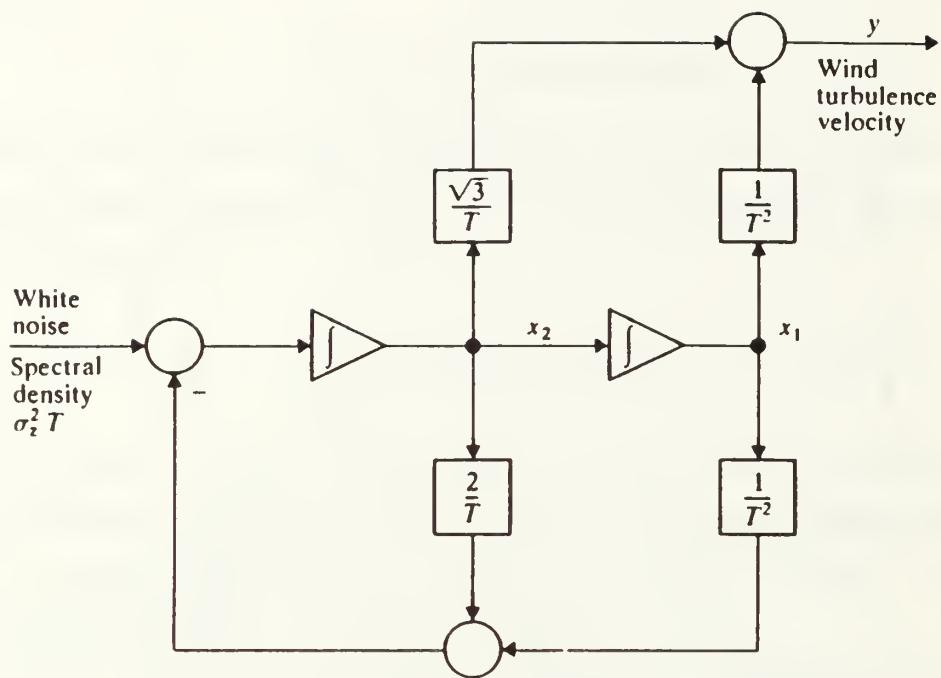 y
Wind
turbulence
velocity
√3
T
1
T²
White
noise
Spectral
density
σ_z² T
∫
x₂
∫
x₁
−
2
T
1
T²